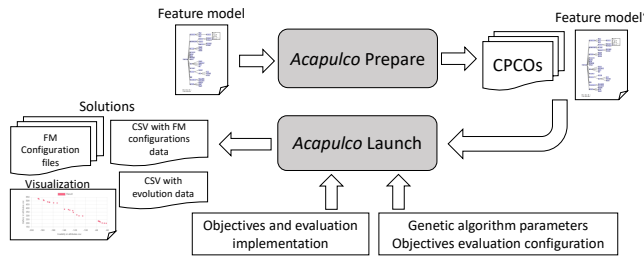 Feature model
Feature model'
Acapulco Prepare
CPCOs
Solutions
FM
Configuration
files
CSV with FM
configurations
data
Acapulco Launch
Visualization
CSV with
evolution data
Objectives and evaluation
implementation
Genetic algorithm parameters
Objectives evaluation configuration